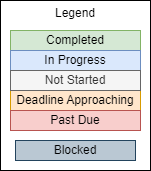 Legend
Completed
In Progress
Not Started
Deadline Approaching
Past Due
Blocked